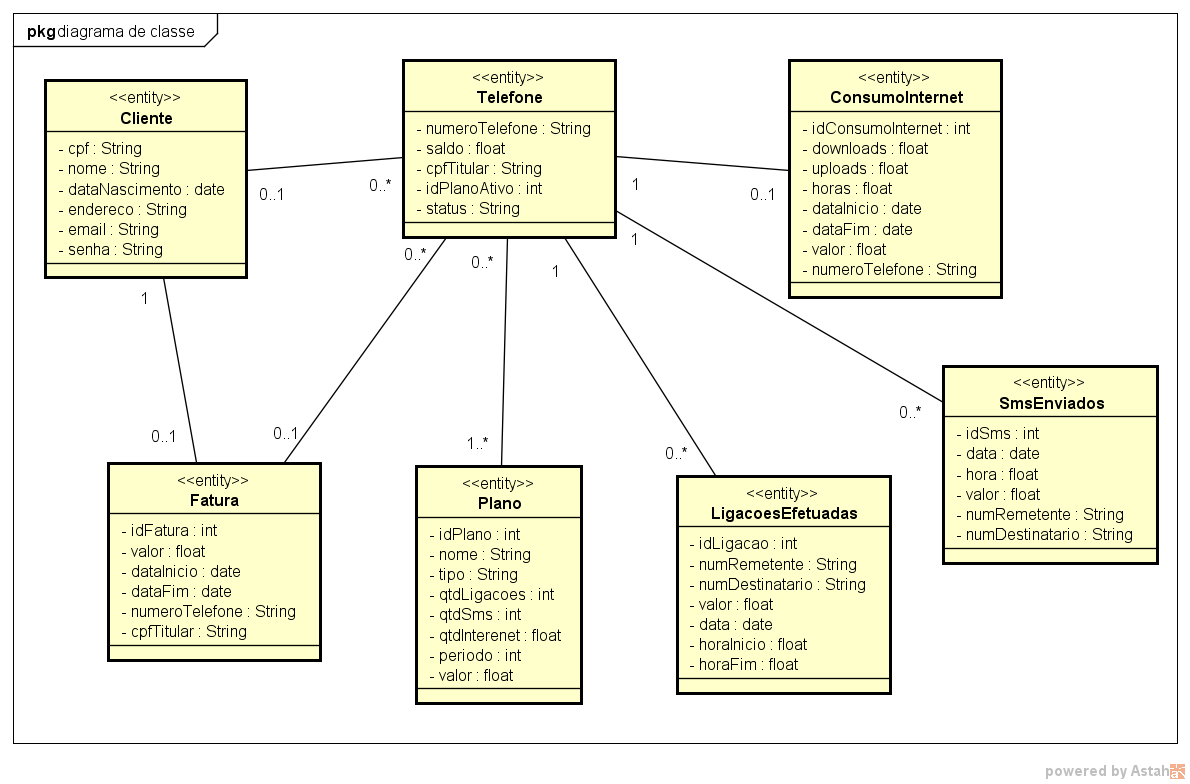 pkg diagrama de classe
<<entity>>
Cliente
- cpf : String
- nome : String
- dataNascimento : date
- endereco : String
- email : String
- senha : String
<<entity>>
Telefone
- numeroTelefone : String
- saldo : float
- cpfTitular : String
- idPlanoAtivo : int
- status : String
<<entity>>
ConsumoInternet
- idConsumoInternet : int
- downloads : float
- uploads : float
- horas : float
- dataInicio : date
- dataFim : date
- valor : float
- numeroTelefone : String
0..1
0..*
1
0..1
1
0..*
0..*
1
1
0..1
0..1
1..*
0..*
0..*
<<entity>>
SmsEnviados
- idSms : int
- data : date
- hora : float
- valor : float
- numRemetente : String
- numDestinatario : String
<<entity>>
Fatura
- idFatura : int
- valor : float
- dataInicio : date
- dataFim : date
- numeroTelefone : String
- cpfTitular : String
<<entity>>
Plano
- idPlano : int
- nome : String
- tipo : String
- qtdLigacoes : int
- qtdSms : int
- qtdInterenet : float
- periodo : int
- valor : float
<<entity>>
LigacoesEfetuadas
- idLigacao : int
- numRemetente : String
- numDestinatario : String
- valor : float
- data : date
- horaInicio : float
- horaFim : float
powered by Astah